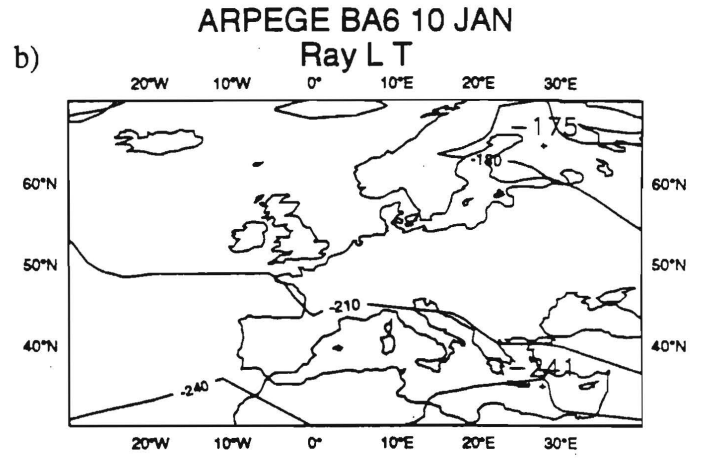 ARPEGE BA6 10 JAN
b) Ray L T
20°W 10°W 0° 10°E 20°E 30°E
-175
-180
60°N 60°N
50°N 50°N
-210
40°N 40°N
-241
-240
20°W 10°W 0° 10°E 20°E 30°E